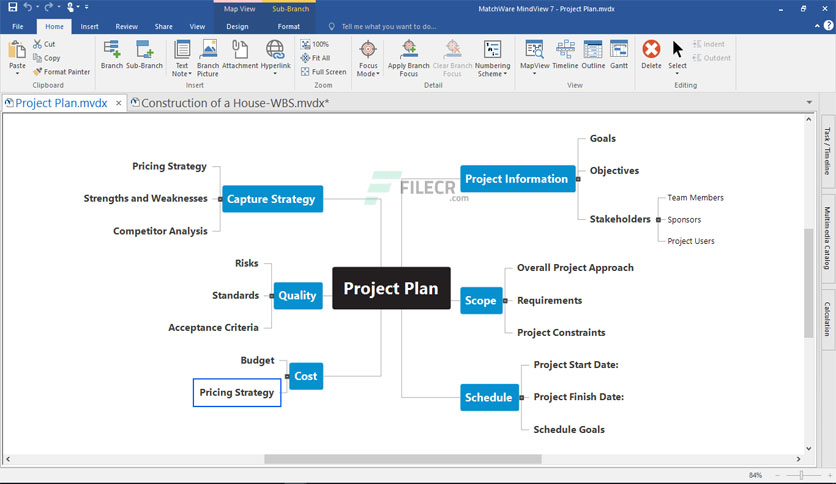 Map View Sub-Branch MatchWare MindView 7 - Project Plan.mvdx
File Home Insert Review Share View Design Format Tell me what you want to do...
Paste Cut Copy Format Painter
Clipboard
Branch Sub-Branch Text Note Branch Picture Attachment Hyperlink
Insert
100% Fit All Full Screen
Zoom
Focus Mode Apply Branch Focus Clear Branch Focus Numbering Scheme
Detail
MapView Timeline Outline Gantt
View
Delete Select Indent Outdent
Editing
Project Plan.mvdx Construction of a House-WBS.mvdx*
Project Plan
Capture Strategy
Pricing Strategy
Strengths and Weaknesses
Competitor Analysis
Quality
Risks
Standards
Acceptance Criteria
Cost
Budget
Pricing Strategy
Project Information
Goals
Objectives
Stakeholders
Team Members
Sponsors
Project Users
Scope
Overall Project Approach
Requirements
Project Constraints
Schedule
Project Start Date:
Project Finish Date:
Schedule Goals
FILECR
.com
Task / Timeline
Multimedia Catalog
Calculation
84%